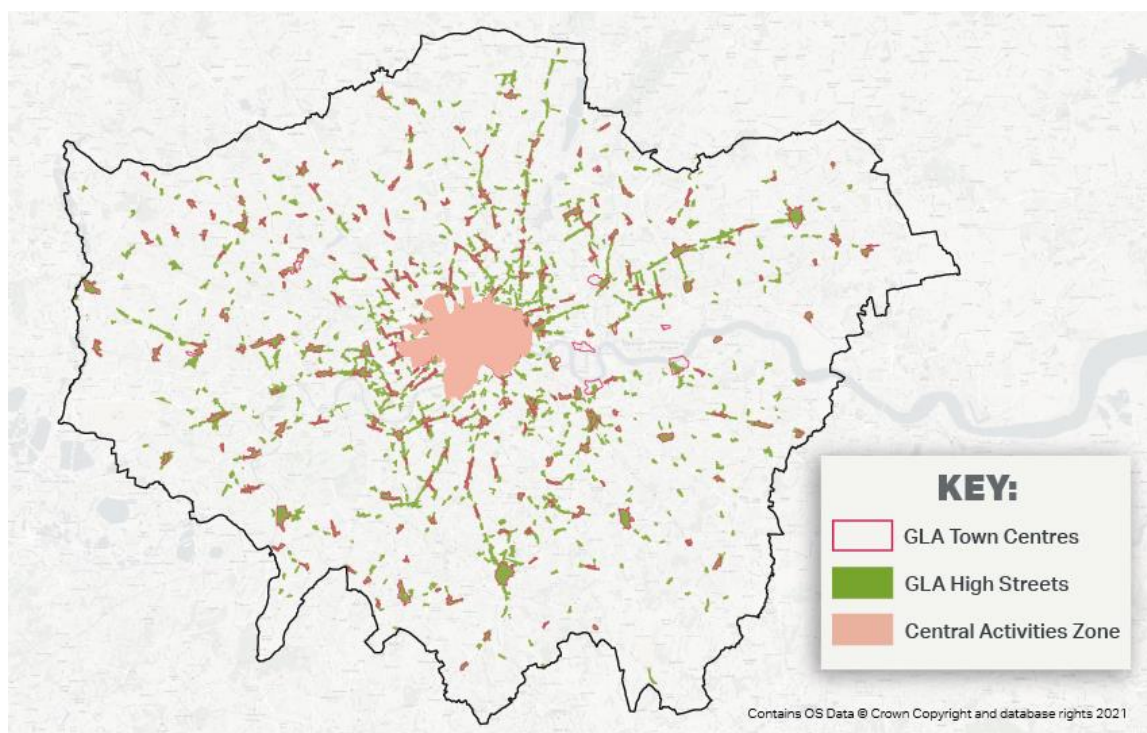 KEY:
GLA Town Centres
GLA High Streets
Central Activities Zone
Contains OS Data © Crown Copyright and database rights 2021